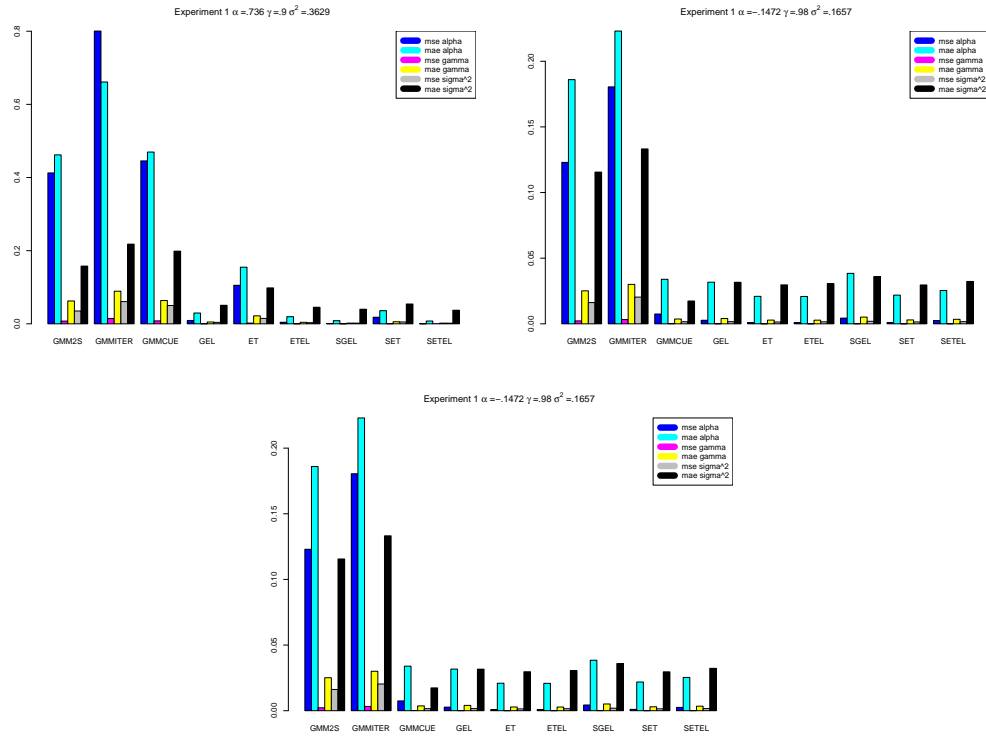 Experiment 1 α =.736 γ =.9 σ² =.3629
0.8
0.6
0.4
0.2
0.0
mse alpha
mae alpha
mse gamma
mae gamma
mse sigma^2
mae sigma^2
GMM2S GMMITER GMMCUE GEL ET ETEL SGEL SET SETEL
Experiment 1 α =−.1472 γ =.98 σ² =.1657
0.20
0.15
0.10
0.05
0.00
mse alpha
mae alpha
mse gamma
mae gamma
mse sigma^2
mae sigma^2
GMM2S GMMITER GMMCUE GEL ET ETEL SGEL SET SETEL
Experiment 1 α =−.1472 γ =.98 σ² =.1657
0.20
0.15
0.10
0.05
0.00
mse alpha
mae alpha
mse gamma
mae gamma
mse sigma^2
mae sigma^2
GMM2S GMMITER GMMCUE GEL ET ETEL SGEL SET SETEL